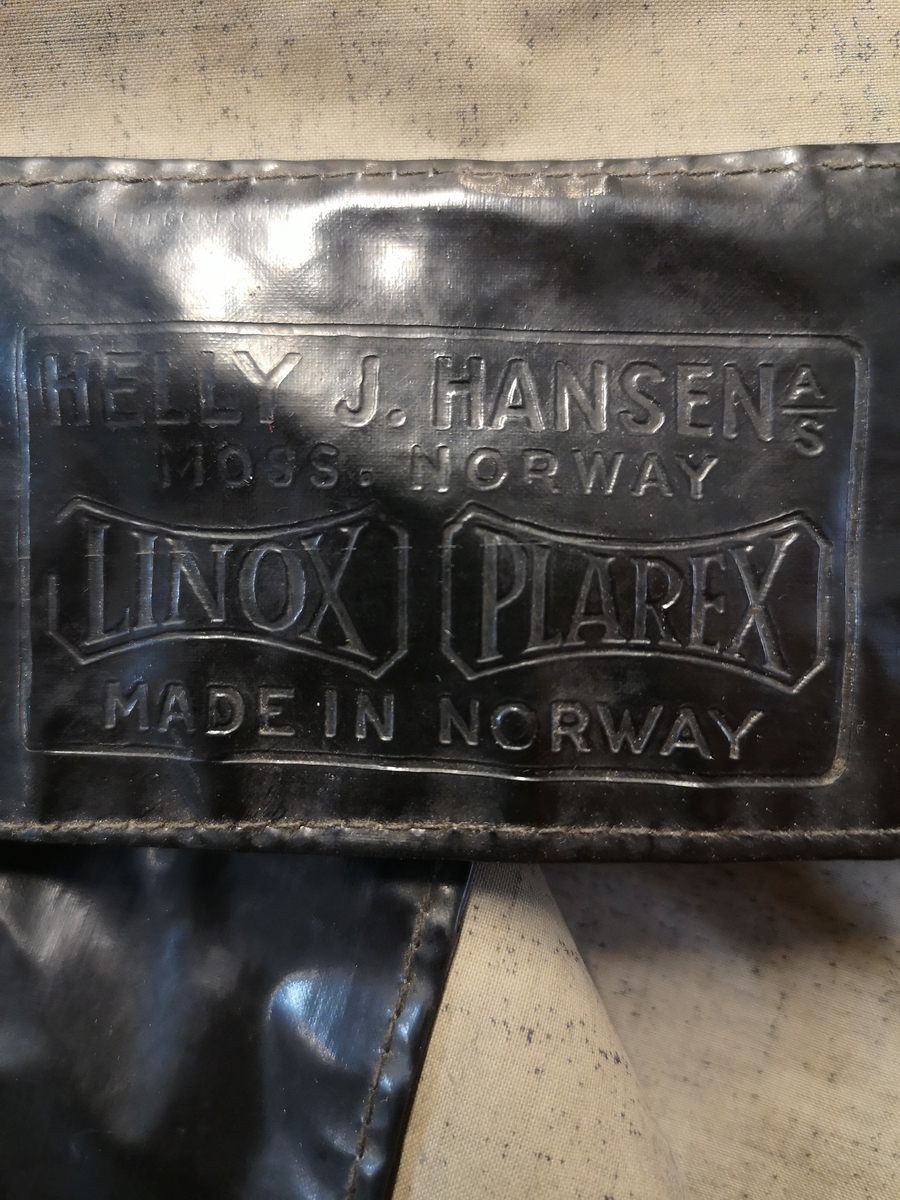 HELLY J. HANSEN A/S
MOSS. NORWAY
LINOX PLAREX
MADE IN NORWAY